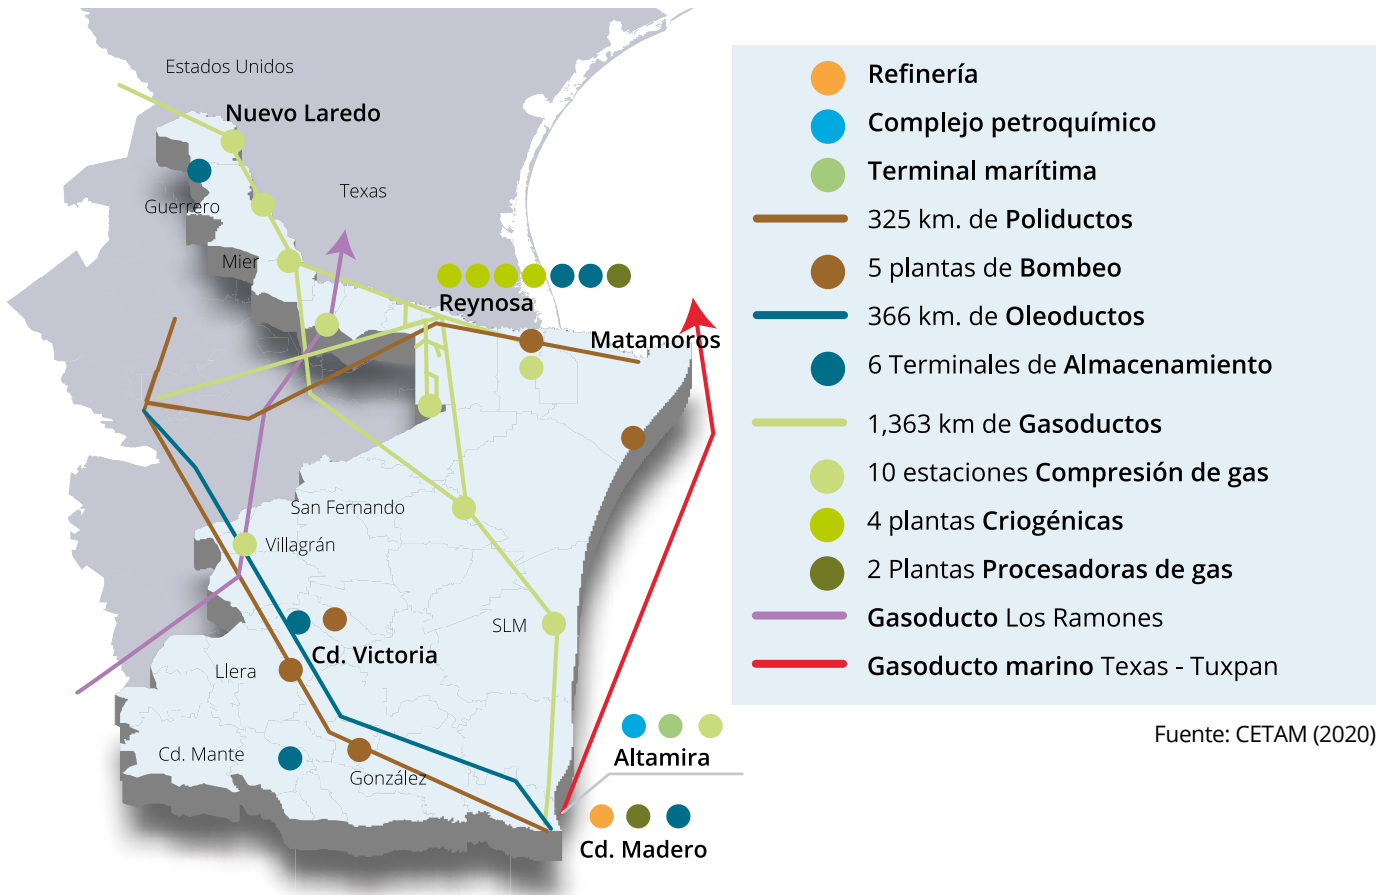 Estados Unidos
Nuevo Laredo
Texas
Guerrero
Mier
Reynosa
Matamoros
San Fernando
Villagrán
SLM
Cd. Victoria
Llera
Cd. Mante
González
Altamira
Cd. Madero
Refinería
Complejo petroquímico
Terminal marítima
325 km. de Poliductos
5 plantas de Bombeo
366 km. de Oleoductos
6 Terminales de Almacenamiento
1,363 km de Gasoductos
10 estaciones Compresión de gas
4 plantas Criogénicas
2 Plantas Procesadoras de gas
Gasoducto Los Ramones
Gasoducto marino Texas - Tuxpan
Fuente: CETAM (2020)